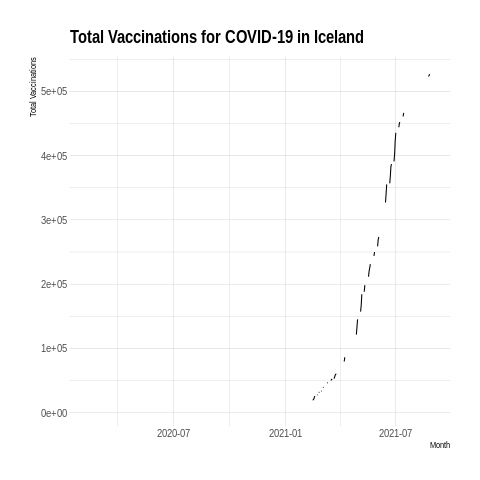 Total Vaccinations for COVID-19 in Iceland
Total Vaccinations
5e+05
4e+05
3e+05
2e+05
1e+05
0e+00
2020-07
2021-01
2021-07
Month